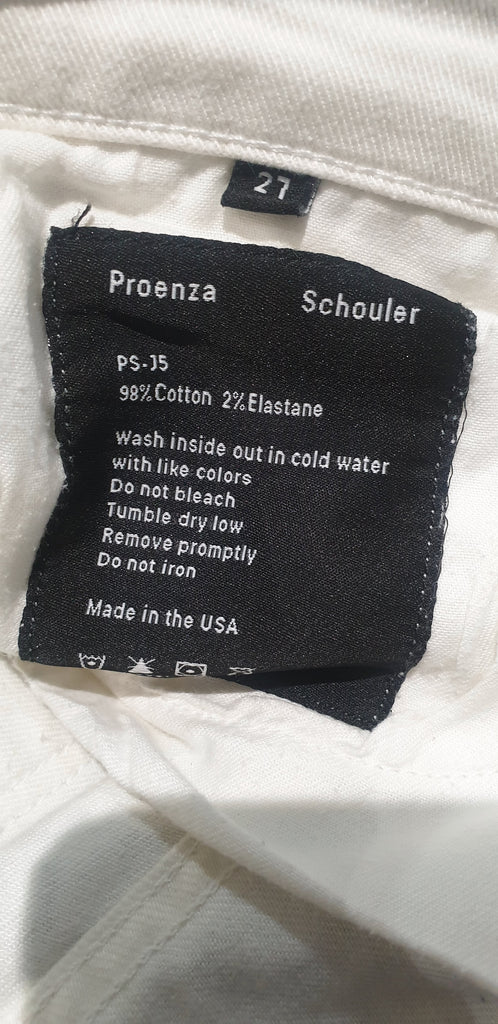 27
Proenza Schouler
PS-J5
98% Cotton 2% Elastane
Wash inside out in cold water
with like colors
Do not bleach
Tumble dry low
Remove promptly
Do not iron
Made in the USA